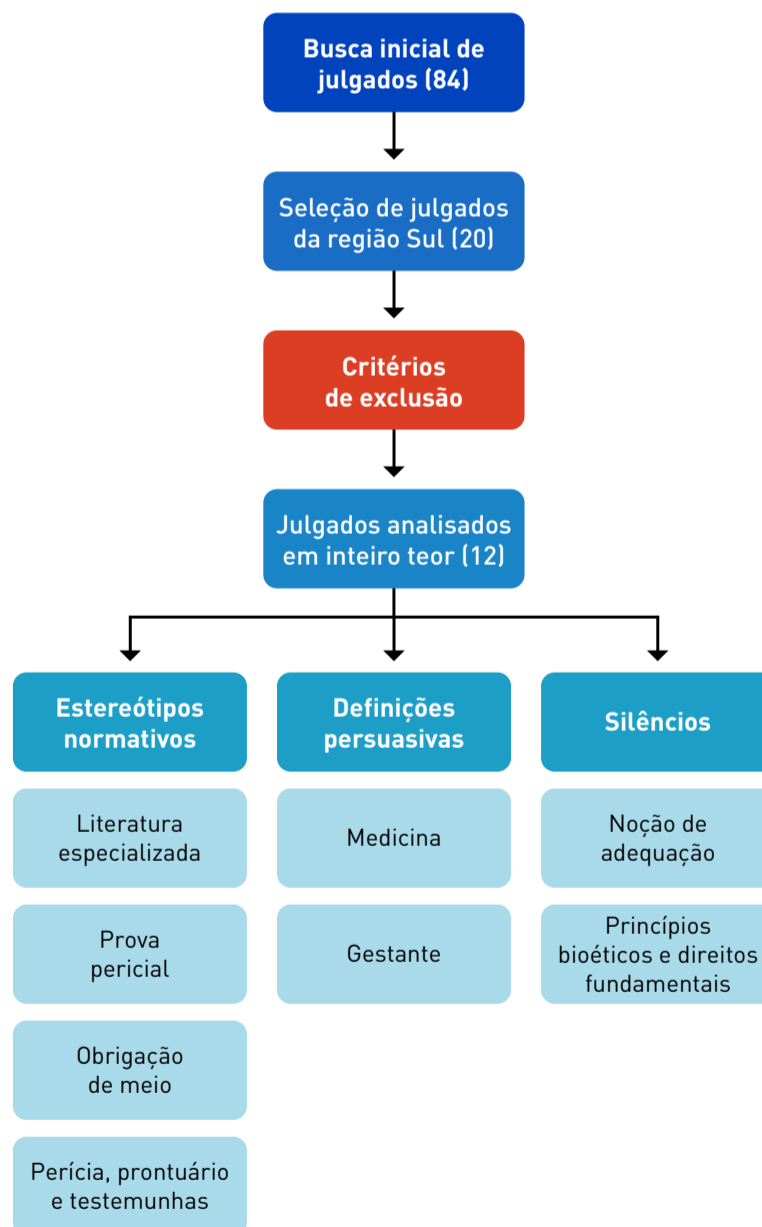 Busca inicial de
julgados (84)
Seleção de julgados
da região Sul (20)
Critérios
de exclusão
Julgados analisados
em inteiro teor (12)
Estereótipos
normativos
Literatura
especializada
Prova
pericial
Obrigação
de meio
Perícia, prontuário
e testemunhas
Definições
persuasivas
Medicina
Gestante
Silêncios
Noção de
adequação
Princípios
bioéticos e direitos
fundamentais